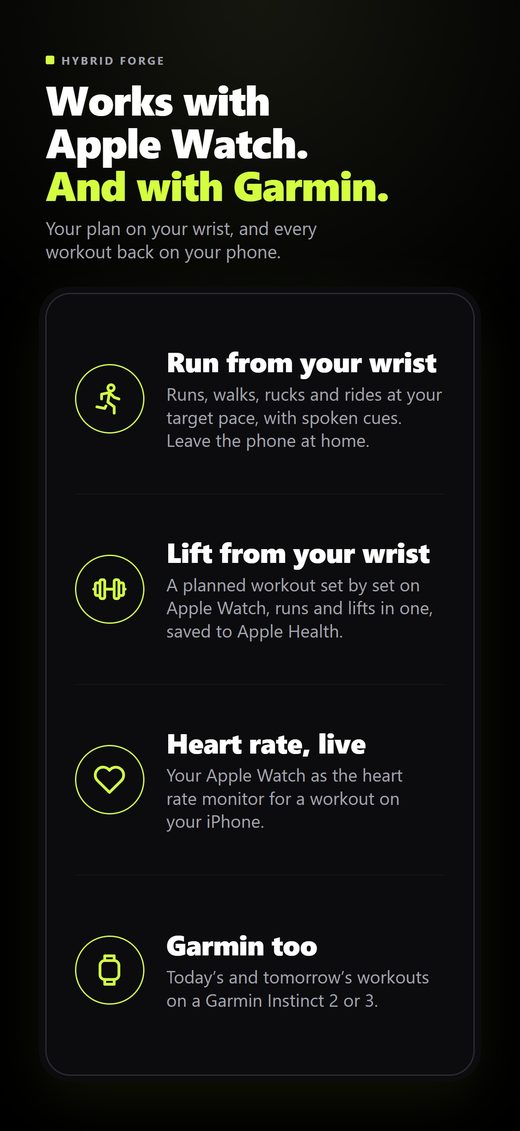 HYBRID FORGE
Works with
Apple Watch.
And with Garmin.
Your plan on your wrist, and every
workout back on your phone.
Run from your wrist
Runs, walks, rucks and rides at your
target pace, with spoken cues.
Leave the phone at home.
Lift from your wrist
A planned workout set by set on
Apple Watch, runs and lifts in one,
saved to Apple Health.
Heart rate, live
Your Apple Watch as the heart
rate monitor for a workout on
your iPhone.
Garmin too
Today’s and tomorrow’s workouts
on a Garmin Instinct 2 or 3.